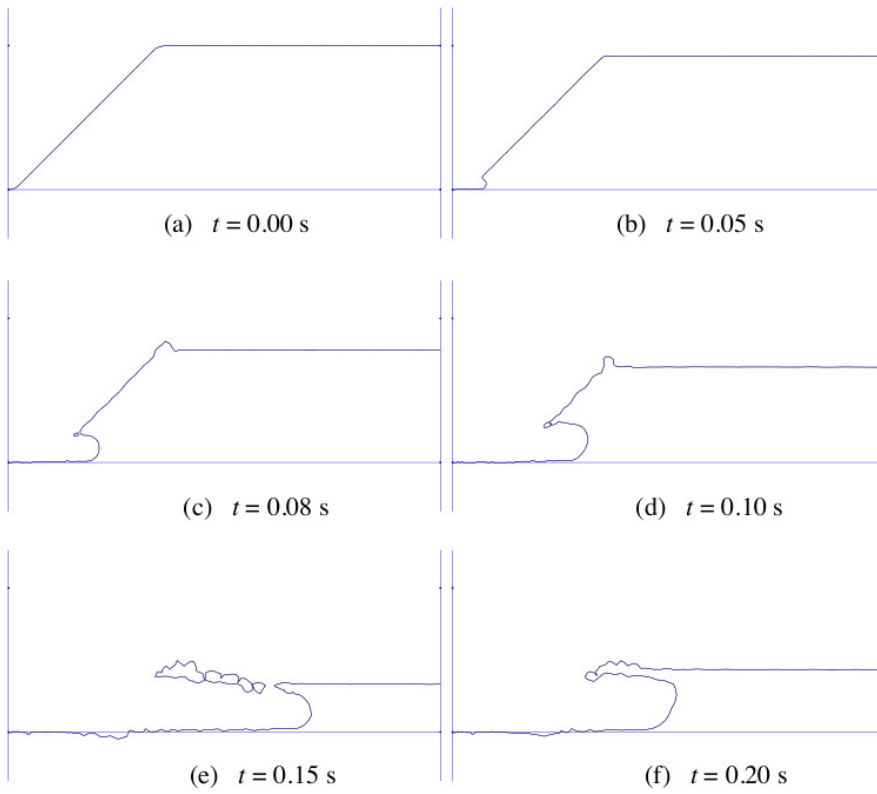 (a) t = 0.00 s
(b) t = 0.05 s
(c) t = 0.08 s
(d) t = 0.10 s
(e) t = 0.15 s
(f) t = 0.20 s